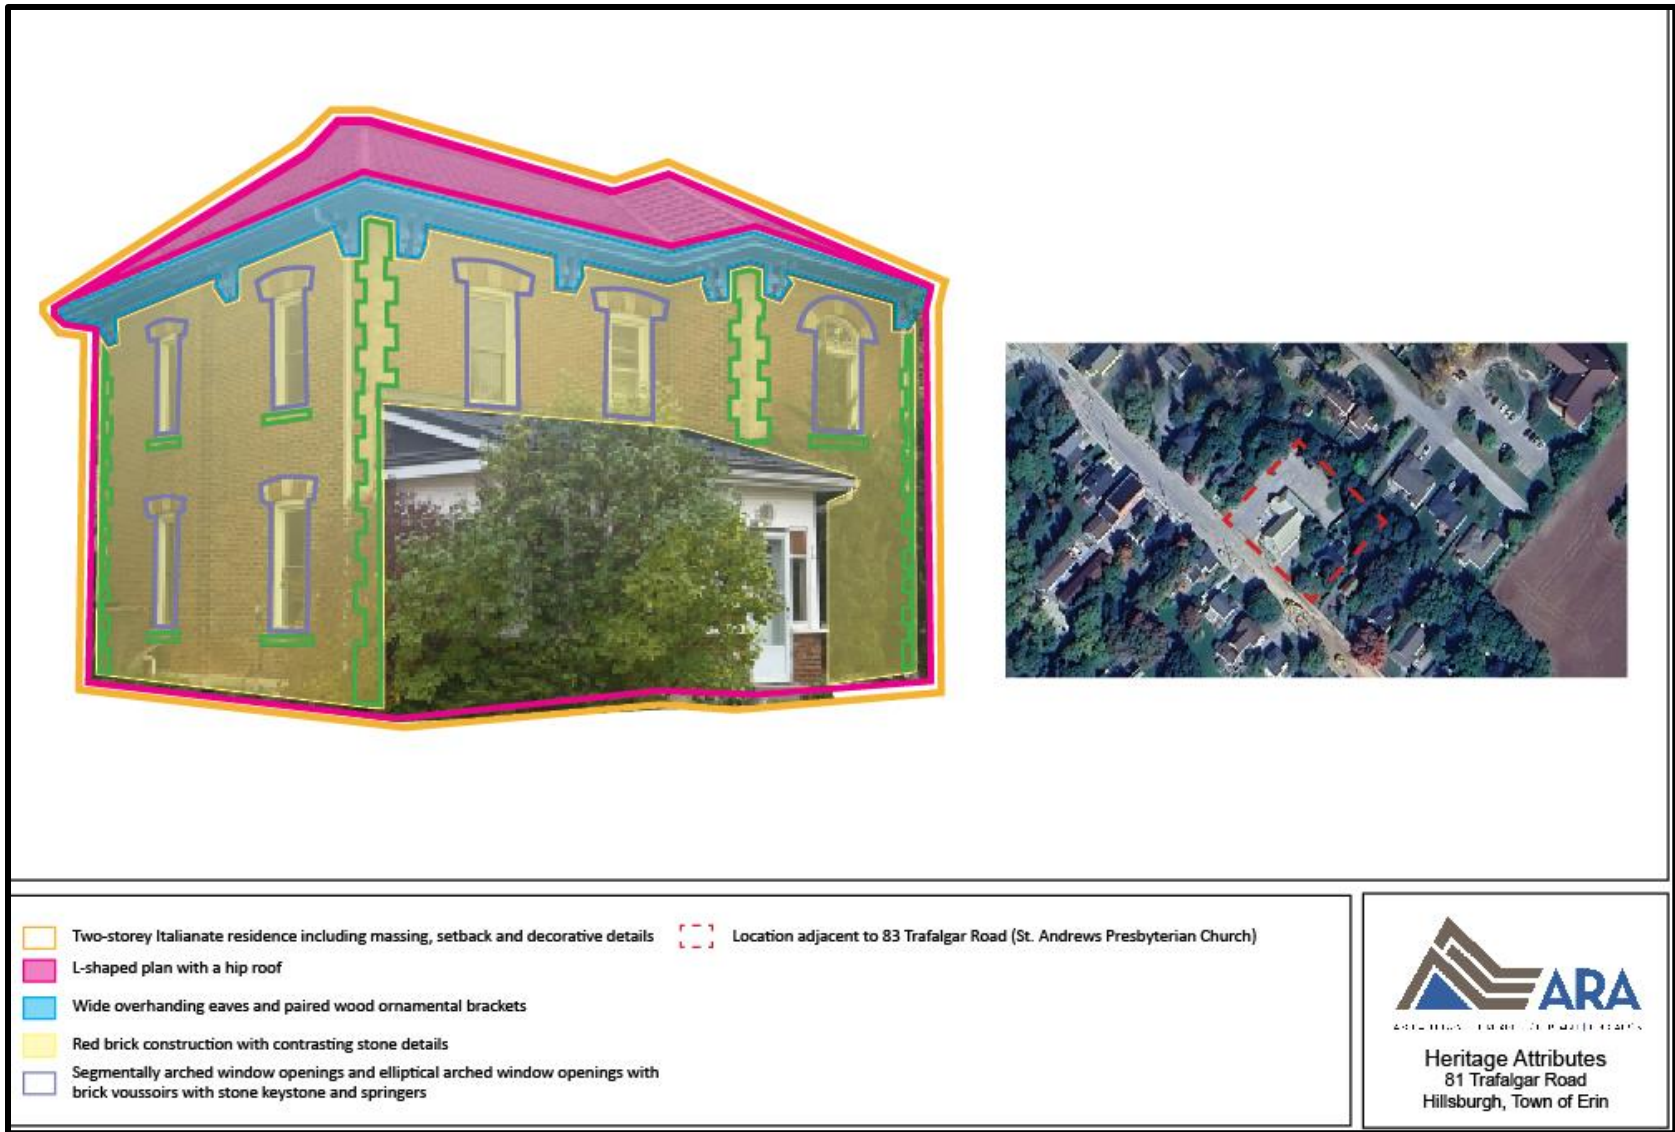 Two-storey Italianate residence including massing, setback and decorative details
Location adjacent to 83 Trafalgar Road (St. Andrews Presbyterian Church)
L-shaped plan with a hip roof
Wide overhanding eaves and paired wood ornamental brackets
Red brick construction with contrasting stone details
Segmentally arched window openings and elliptical arched window openings with
brick voussoirs with stone keystone and springers
ARA
Heritage Attributes
81 Trafalgar Road
Hillsburgh, Town of Erin